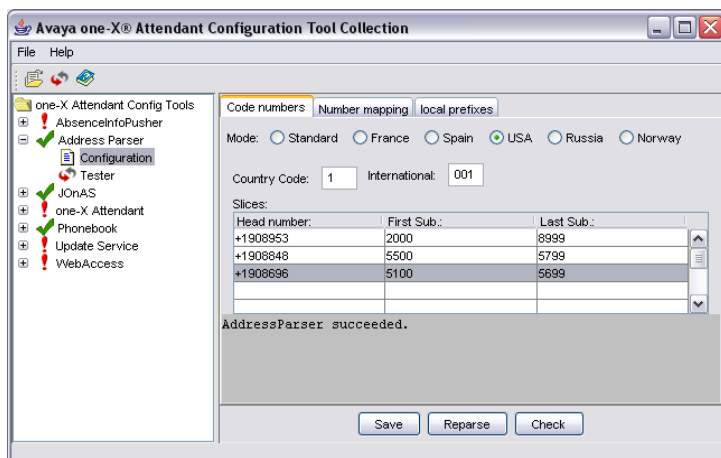 Avaya one-X® Attendant Configuration Tool Collection
File Help
one-X Attendant Config Tools
AbsenceInfoPusher
Address Parser
Configuration
Tester
JOnAS
one-X Attendant
Phonebook
Update Service
WebAccess
Code numbers Number mapping local prefixes
Mode: Standard France Spain USA Russia Norway
Country Code: 1 International: 001
Slices:
Head number: First Sub.: Last Sub.:
+1908953 2000 8999
+1908848 5500 5799
+1908696 5100 5699
AddressParser succeeded.
Save Reparse Check